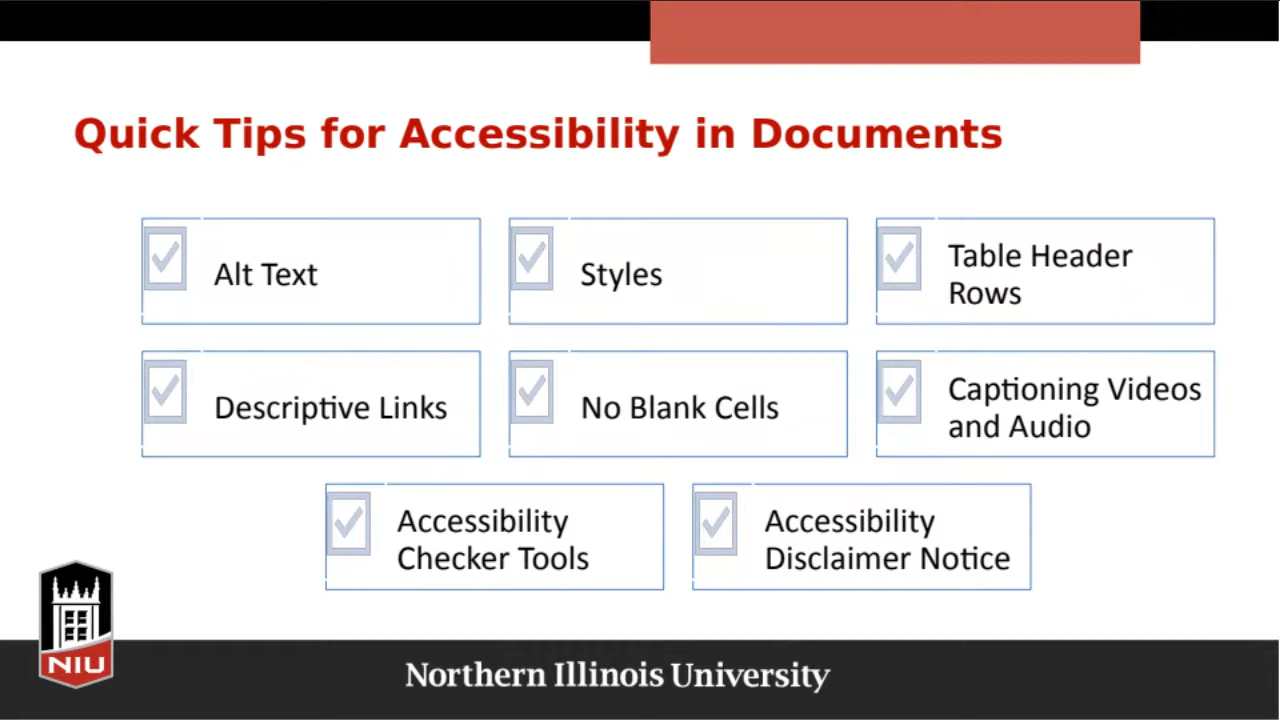 Quick Tips for Accessibility in Documents
Alt Text
Styles
Table Header
Rows
Descriptive Links
No Blank Cells
Captioning Videos
and Audio
Accessibility
Checker Tools
Accessibility
Disclaimer Notice
NIU
Northern Illinois University